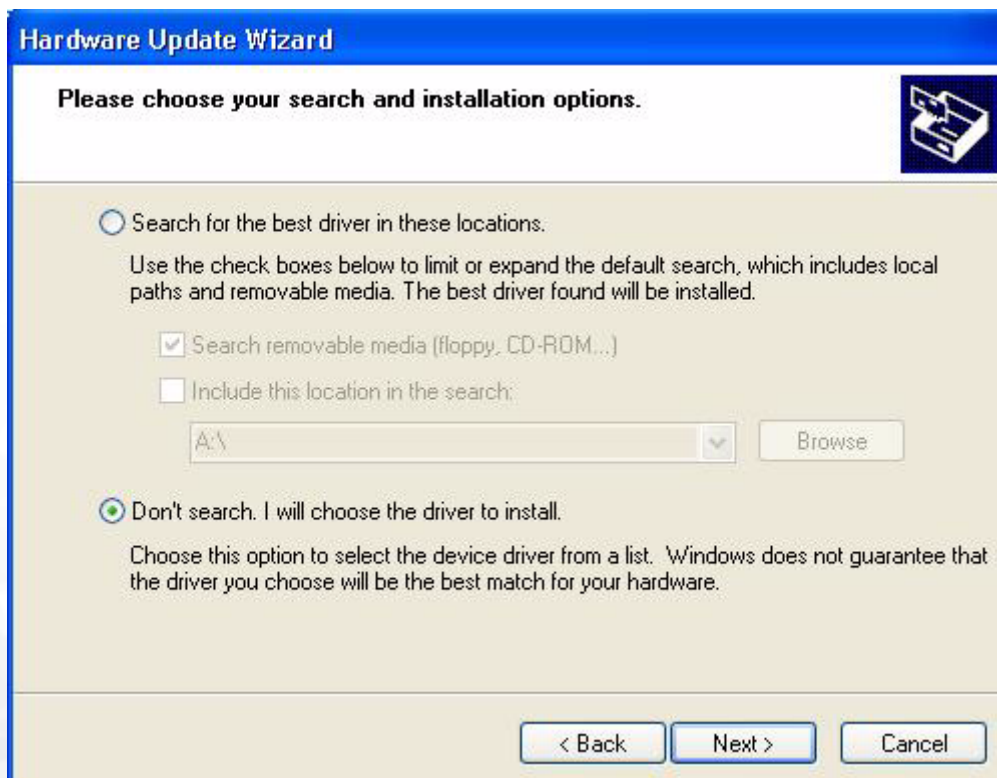 Hardware Update Wizard
Please choose your search and installation options.
Search for the best driver in these locations.
Use the check boxes below to limit or expand the default search, which includes local
paths and removable media. The best driver found will be installed.
Search removable media (floppy, CD-ROM...)
Include this location in the search:
A:\
Browse
Don't search. I will choose the driver to install.
Choose this option to select the device driver from a list. Windows does not guarantee that
the driver you choose will be the best match for your hardware.
< Back
Next >
Cancel